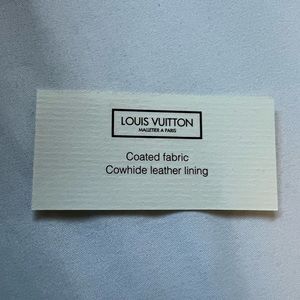 LOUIS VUITTON
MALLETIER A PARIS
Coated fabric
Cowhide leather lining